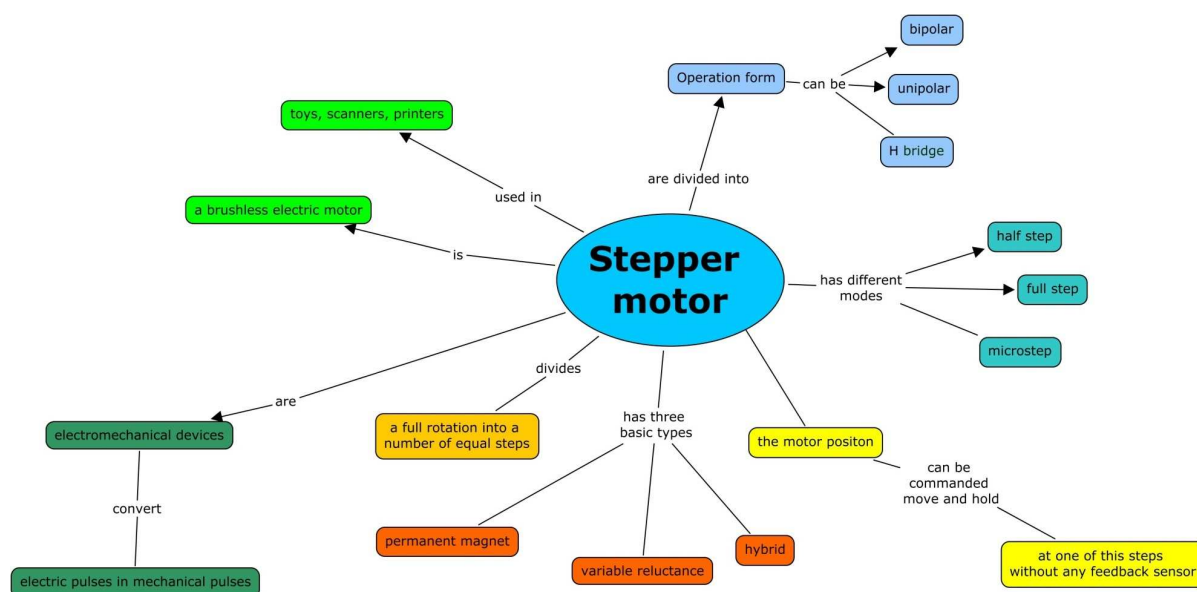 bipolar
Operation form
can be
unipolar
H bridge
toys, scanners, printers
are divided into
used in
a brushless electric motor
is
Stepper
motor
half step
has different
modes
full step
microstep
divides
are
a full rotation into a
number of equal steps
has three
basic types
electromechanical devices
the motor positon
can be
commanded
move and hold
convert
permanent magnet
variable reluctance
hybrid
at one of this steps
without any feedback sensor
electric pulses in mechanical pulses